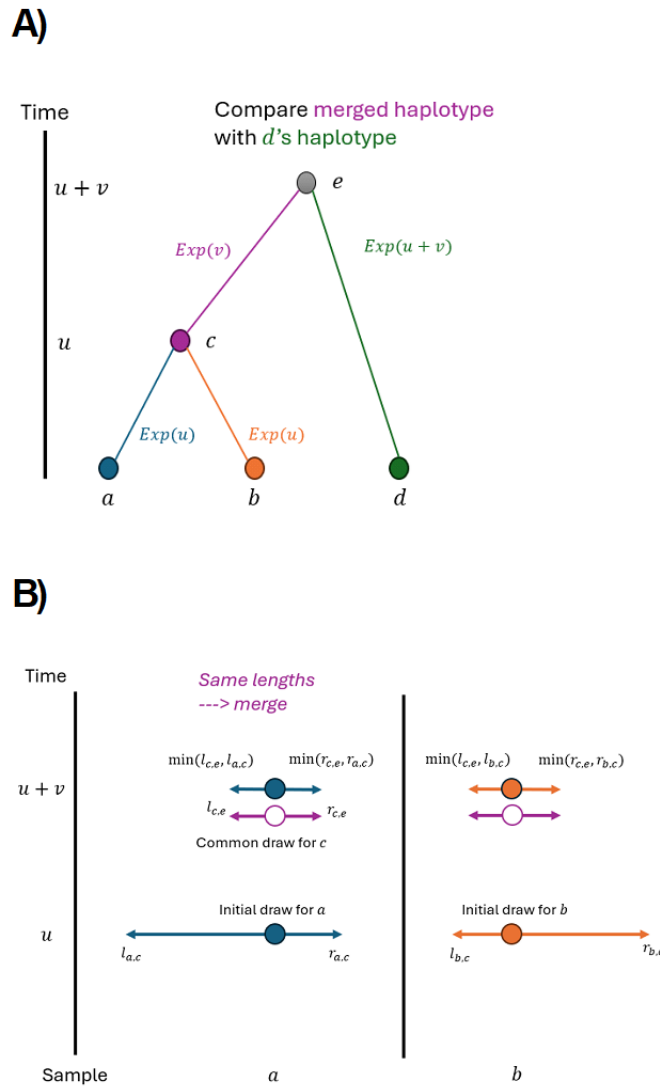 A)
Time
Compare merged haplotype
with d's haplotype
u + v
e
Exp(v)
Exp(u + v)
u
c
Exp(u)
Exp(u)
a
b
d
B)
Time
Same lengths
---> merge
min(l_{c,e}, l_{a,c})
min(r_{c,e}, r_{a,c})
min(l_{c,e}, l_{b,c})
min(r_{c,e}, r_{b,c})
u + v
l_{c,e}
r_{c,e}
Common draw for c
Initial draw for a
Initial draw for b
u
l_{a,c}
r_{a,c}
l_{b,c}
r_{b,c}
Sample
a
b